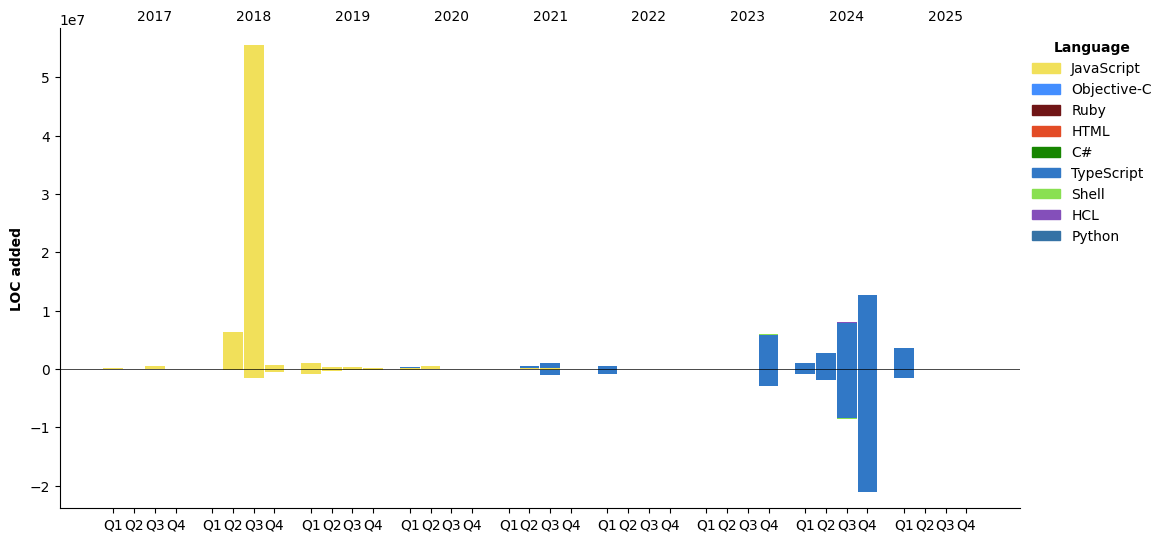 2017 2018 2019 2020 2021 2022 2023 2024 2025
1e7
Language
JavaScript
Objective-C
Ruby
HTML
C#
TypeScript
Shell
HCL
Python
LOC added
5
4
3
2
1
0
−1
−2
Q1 Q2 Q3 Q4 Q1 Q2 Q3 Q4 Q1 Q2 Q3 Q4 Q1 Q2 Q3 Q4 Q1 Q2 Q3 Q4 Q1 Q2 Q3 Q4 Q1 Q2 Q3 Q4 Q1 Q2 Q3 Q4 Q1 Q2 Q3 Q4